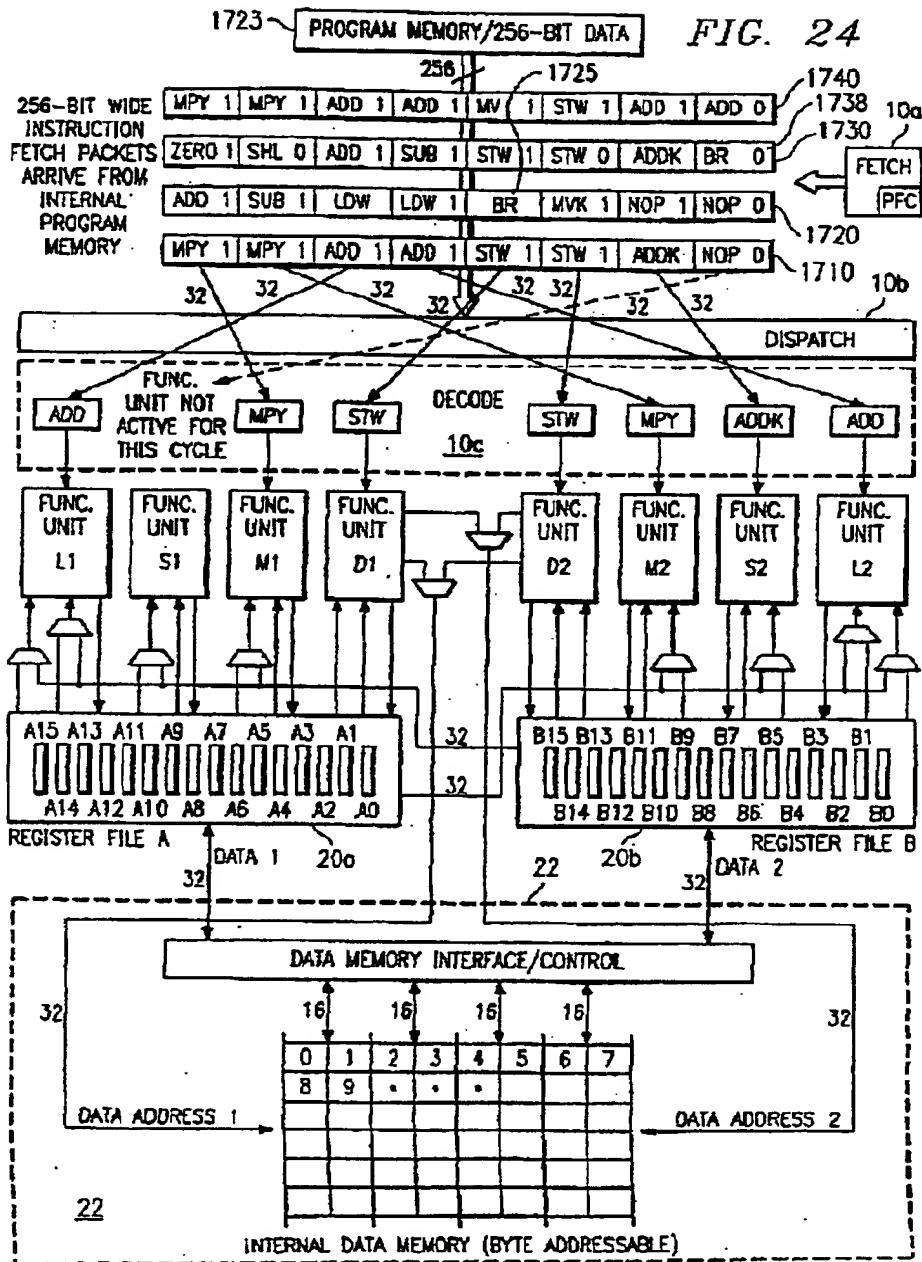 1723
PROGRAM MEMORY/256-BIT DATA
FIG. 24
256
1725
256-BIT WIDE
INSTRUCTION
FETCH PACKETS
ARRIVE FROM
INTERNAL
PROGRAM
MEMORY
MPY 1 MPY 1 ADD 1 ADD 1 MV 1 STW 1 ADD 1 ADD 0
1740
1738
ZERO 1 SHL 0 ADD 1 SUB 1 STW 1 STW 0 ADDK BR 0
1730
10a
FETCH
PFC
ADD 1 SUB 1 LDW LDW 1 BR MVK 1 NOP 1 NOP 0
1720
MPY 1 MPY 1 ADD 1 ADD 1 STW 1 STW 1 ADDK NOP 0
1710
32 32 32 32 32 32 32 32
10b
DISPATCH
FUNC.
UNIT NOT
ACTIVE FOR
THIS CYCLE
DECODE
10c
ADD MPY STW STW MPY ADDK ADD
FUNC. UNIT L1
FUNC. UNIT S1
FUNC. UNIT M1
FUNC. UNIT D1
FUNC. UNIT D2
FUNC. UNIT M2
FUNC. UNIT S2
FUNC. UNIT L2
A15 A13 A11 A9 A7 A5 A3 A1
A14 A12 A10 A8 A6 A4 A2 A0
REGISTER FILE A
20a
32
32
B15 B13 B11 B9 B7 B5 B3 B1
B14 B12 B10 B8 B6 B4 B2 B0
REGISTER FILE B
20b
DATA 1
32
DATA 2
32
22
DATA MEMORY INTERFACE/CONTROL
32
16 16 16 16
32
0 1 2 3 4 5 6 7
8 9 • • •
DATA ADDRESS 1
DATA ADDRESS 2
22
INTERNAL DATA MEMORY (BYTE ADDRESSABLE)